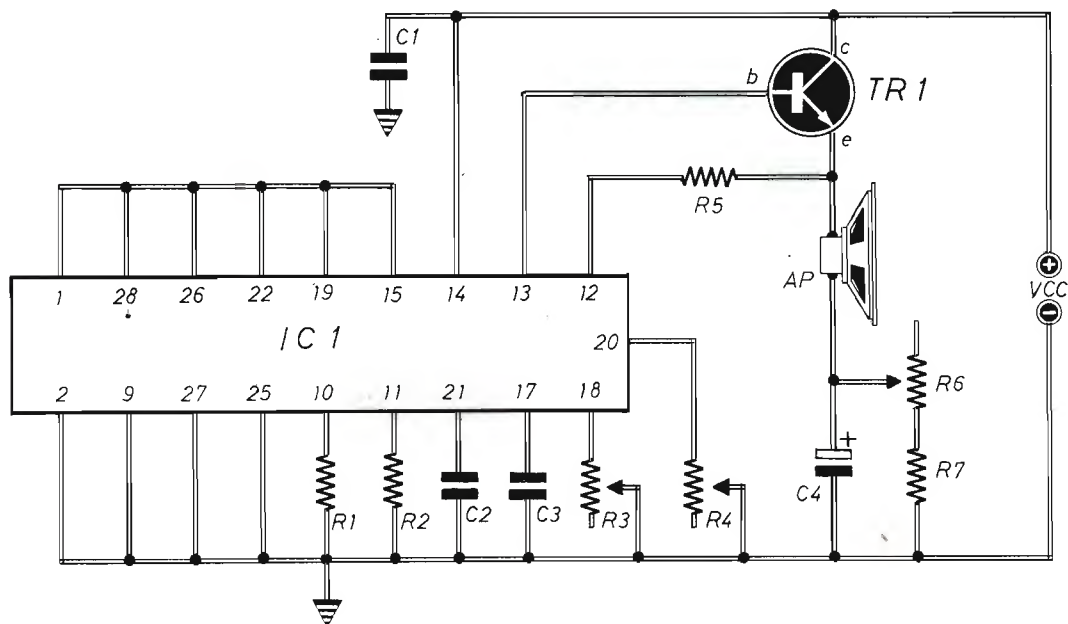 C1
c
b
TR 1
e
R5
AP
+
VCC
−
1 28 26 22 19 15 14 13 12
IC 1
20
2 9 27 25 10 11 21 17 18
R6
+
R1 R2 C2 C3 R3 R4 C4 R7